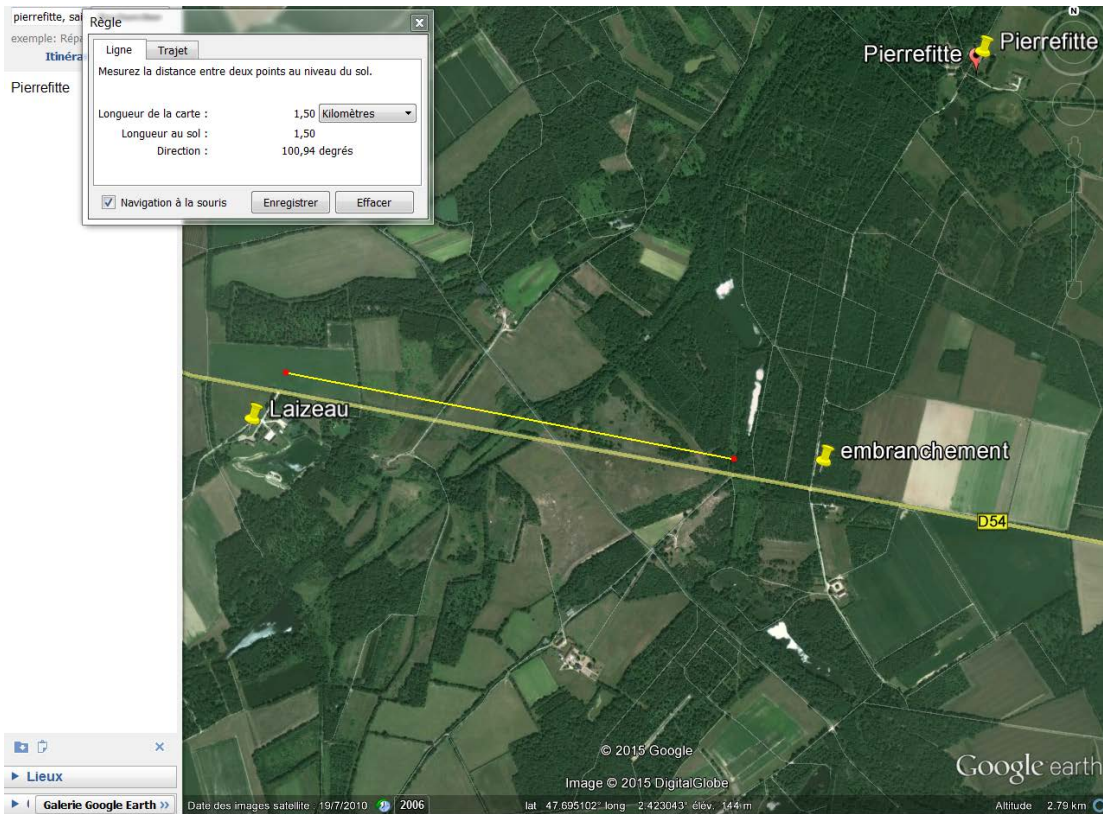 pierrefitte, sai
exemple: Répa
Itinéra
Pierrefitte
Règle
Ligne Trajet
Mesurez la distance entre deux points au niveau du sol.
Longueur de la carte : 1,50 Kilomètres
Longueur au sol : 1,50
Direction : 100,94 degrés
Navigation à la souris Enregistrer Effacer
N
Pierrefitte Pierrefitte
Laizeau
embranchement
D54
© 2015 Google
Image © 2015 DigitalGlobe
Google earth
Lieux
Galerie Google Earth >>
Date des images satellite : 19/7/2010 2006 lat 47.695102° long 2.423043° élév. 144 m Altitude 2.79 km